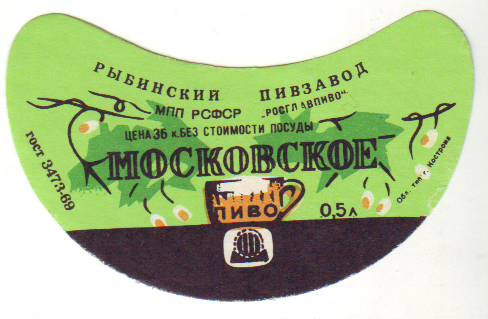 РЫБИНСКИЙ ПИВЗАВОД
МПП РСФСР „РОСГЛАВПИВО“
ЦЕНА 36 к. БЕЗ СТОИМОСТИ ПОСУДЫ
МОСКОВСКОЕ
ПИВО
0,5 л
ГОСТ 3473-69
Обл. тип. г. Кострома